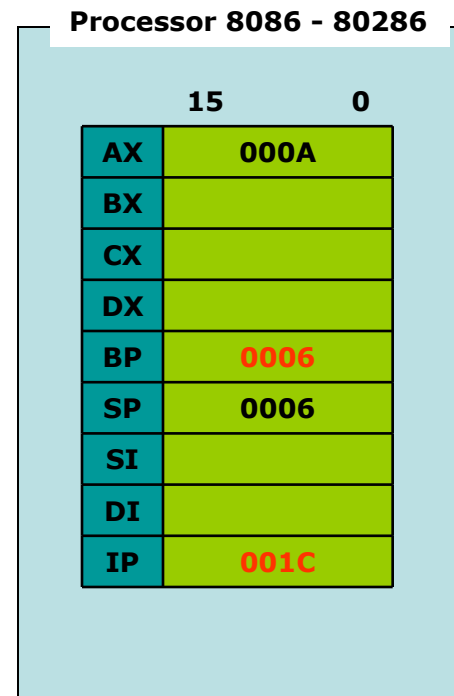 Processor 8086 - 80286
15 0
AX 000A
BX
CX
DX
BP 0006
SP 0006
SI
DI
IP 001C